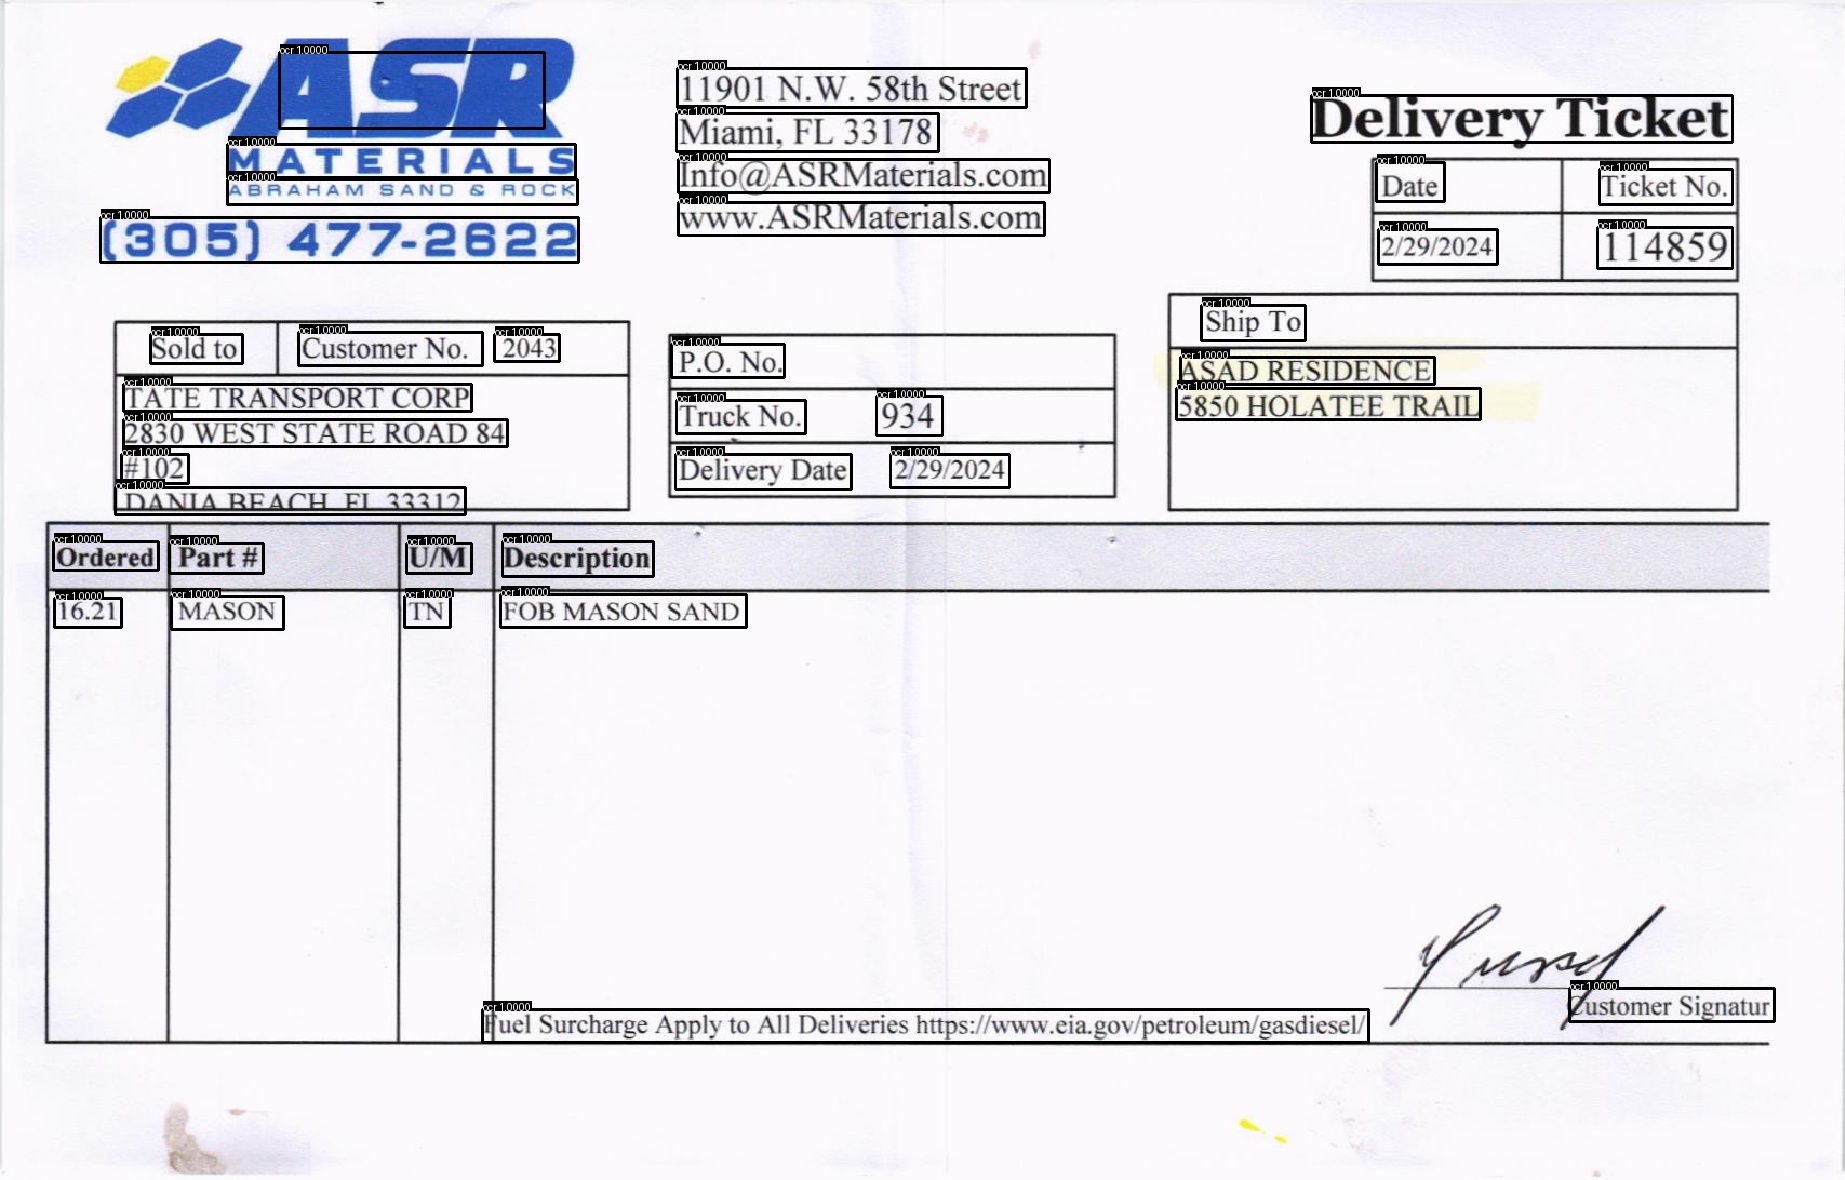 ASR
MATERIALS
ABRAHAM SAND & ROCK
(305) 477-2622
11901 N.W. 58th Street
Miami, FL 33178
Info@ASRMaterials.com
www.ASRMaterials.com
Delivery Ticket
Date Ticket No.
2/29/2024 114859
Sold to Customer No. 2043
TATE TRANSPORT CORP
2830 WEST STATE ROAD 84
#102
DANIA BEACH, FL 33312
P.O. No.
Truck No. 934
Delivery Date 2/29/2024
Ship To
ASAD RESIDENCE
5850 HOLATEE TRAIL
Ordered Part # U/M Description
16.21 MASON TN FOB MASON SAND
Customer Signatur
Fuel Surcharge Apply to All Deliveries https://www.eia.gov/petroleum/gasdiesel/